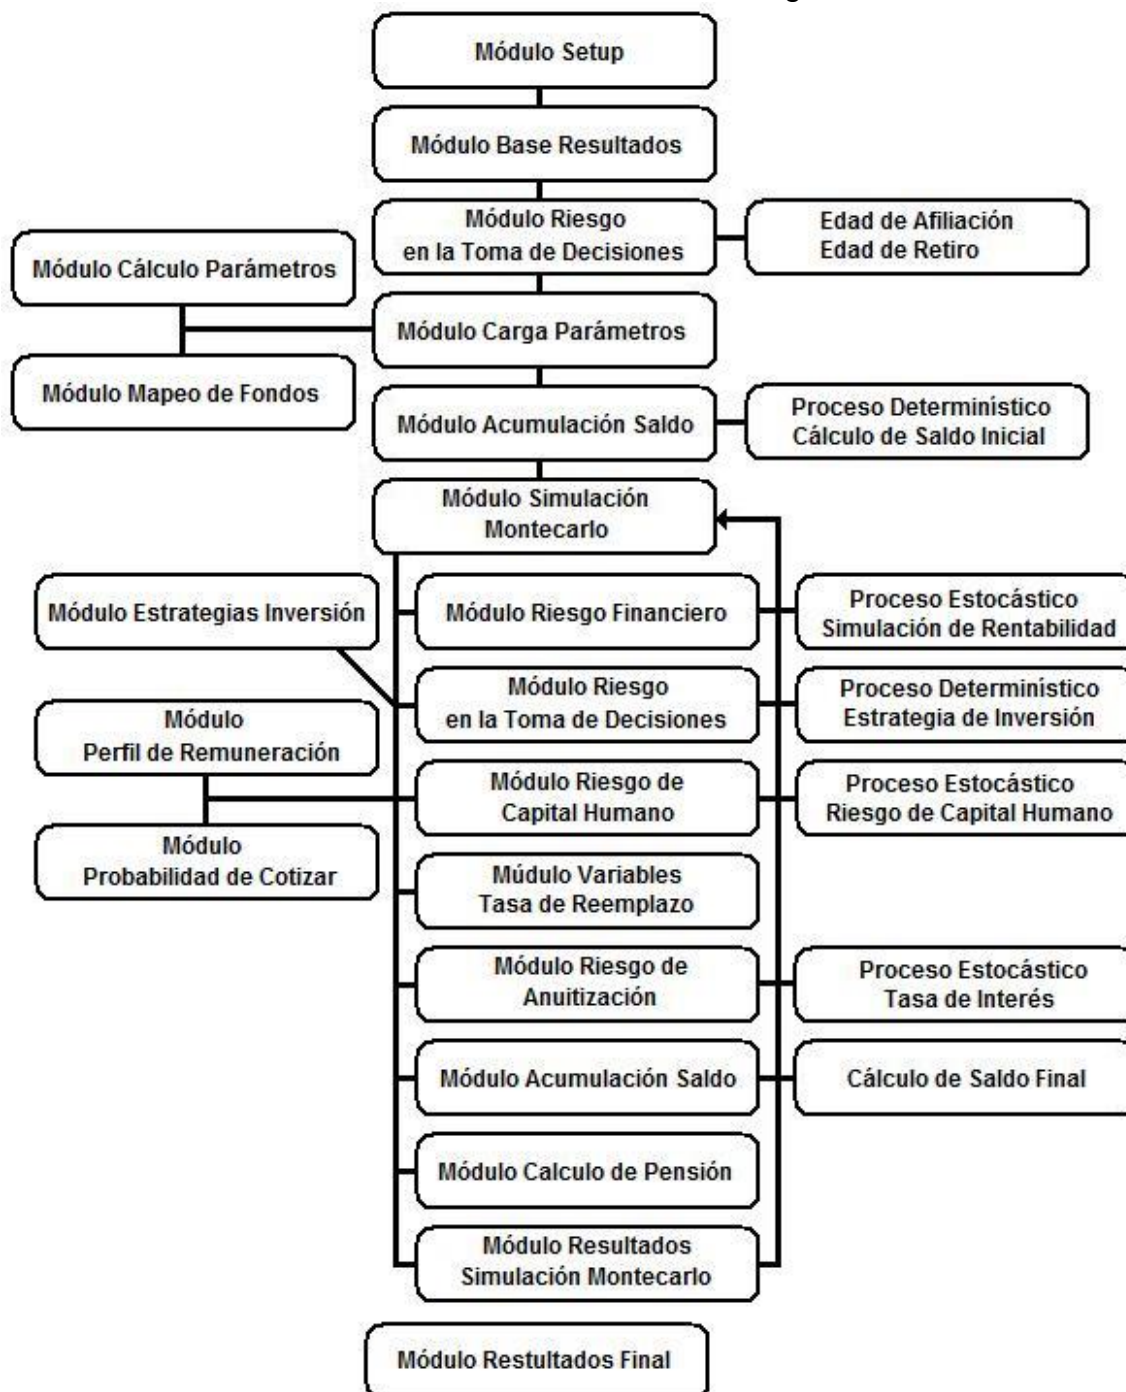 Módulo Setup
Módulo Base Resultados
Módulo Riesgo
en la Toma de Decisiones
Edad de Afiliación
Edad de Retiro
Módulo Cálculo Parámetros
Módulo Carga Parámetros
Módulo Mapeo de Fondos
Módulo Acumulación Saldo
Proceso Determinístico
Cálculo de Saldo Inicial
Módulo Simulación
Montecarlo
Módulo Estrategias Inversión
Módulo Riesgo Financiero
Proceso Estocástico
Simulación de Rentabilidad
Módulo Riesgo
en la Toma de Decisiones
Proceso Determinístico
Estrategia de Inversión
Módulo
Perfil de Remuneración
Módulo Riesgo de
Capital Humano
Proceso Estocástico
Riesgo de Capital Humano
Módulo
Probabilidad de Cotizar
Múdulo Variables
Tasa de Reemplazo
Módulo Riesgo de
Anuitización
Proceso Estocástico
Tasa de Interés
Módulo Acumulación Saldo
Cálculo de Saldo Final
Módulo Calculo de Pensión
Módulo Resultados
Simulación Montecarlo
Módulo Restultados Final